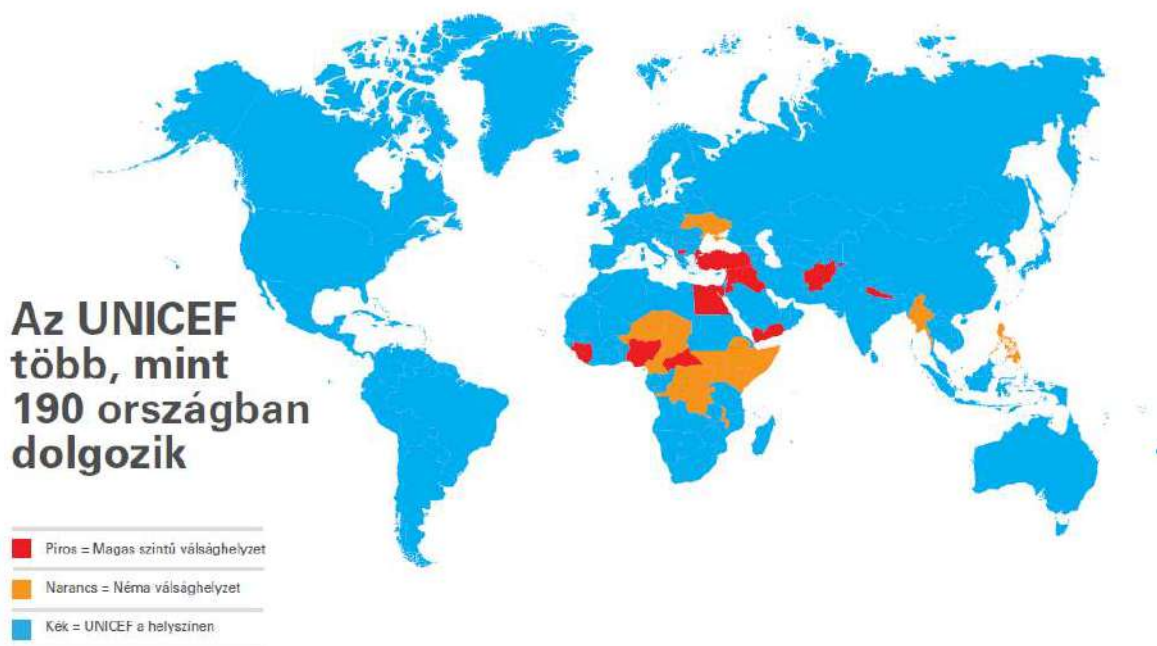 Az UNICEF
több, mint
190 országban
dolgozik
Piros = Magas szintű válsághelyzet
Narancs = Néma válsághelyzet
Kék = UNICEF a helyszínen